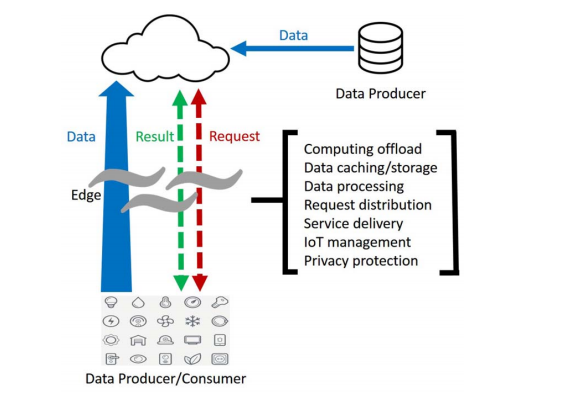 Data
Data Producer
Data
Result
Request
Edge
Computing offload
Data caching/storage
Data processing
Request distribution
Service delivery
IoT management
Privacy protection
Data Producer/Consumer